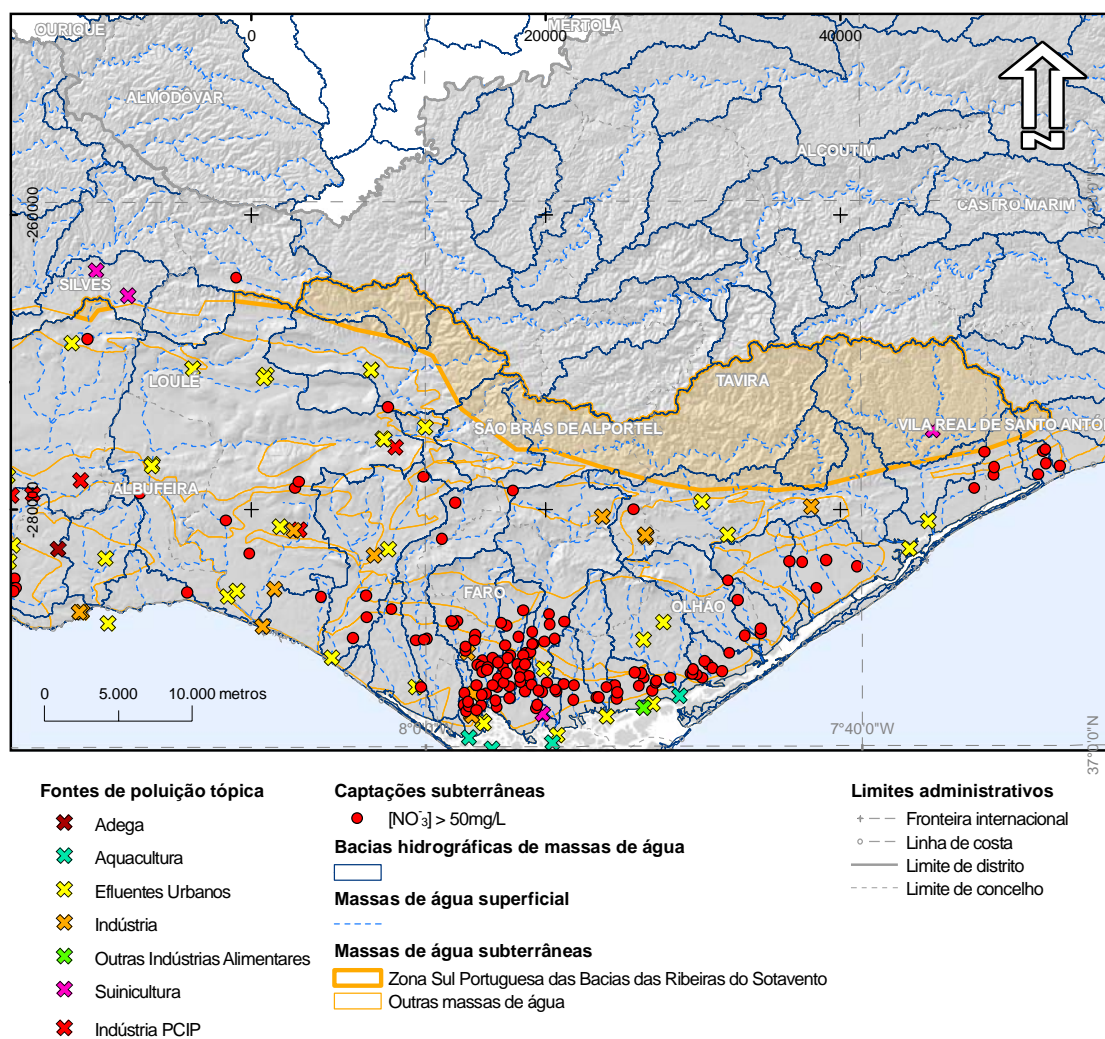 OURIQUE
MÉRTOLA
0
20000
40000
ALMODÔVAR
N
ALCOUTIM
CASTRO MARIM
-260000
SILVES
LOULÉ
TAVIRA
SÃO BRÁS DE ALPORTEL
VILA REAL DE SANTO ANTÓ
ALBUFEIRA
-280000
FARO
OLHÃO
0
5.000
10.000 metros
8°0'0"W
7°40'0"W
37°0'0"N
Fontes de poluição tópica
Adega
Aquacultura
Efluentes Urbanos
Indústria
Outras Indústrias Alimentares
Suinicultura
Indústria PCIP
Captações subterrâneas
[NO⁻₃] > 50mg/L
Bacias hidrográficas de massas de água
Massas de água superficial
Massas de água subterrâneas
Zona Sul Portuguesa das Bacias das Ribeiras do Sotavento
Outras massas de água
Limites administrativos
Fronteira internacional
Linha de costa
Limite de distrito
Limite de concelho